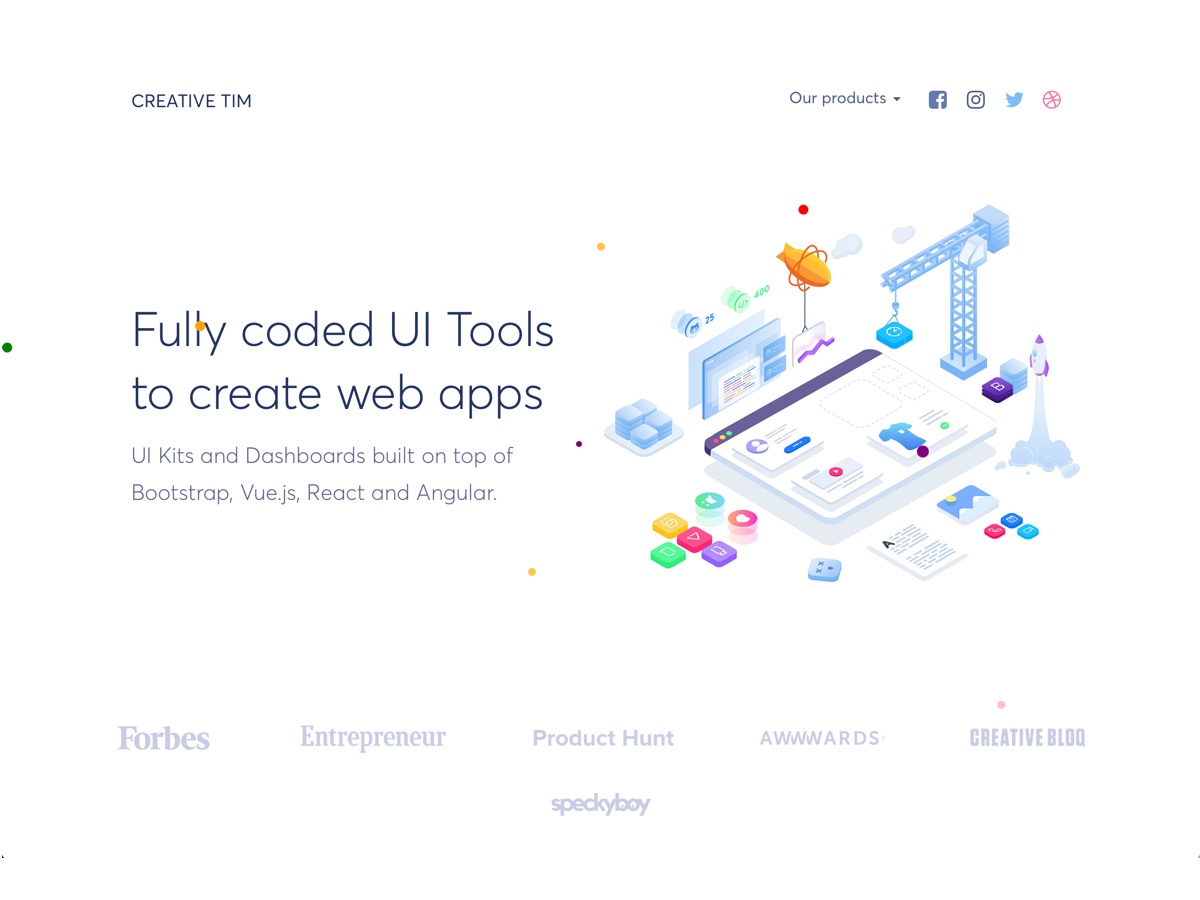 CREATIVE TIM
Our products
25
400
Fully coded UI Tools
to create web apps
UI Kits and Dashboards built on top of
Bootstrap, Vue.js, React and Angular.
B
A
Forbes
Entrepreneur
Product Hunt
AWWWARDS
CREATIVE BLOQ
speckyboy